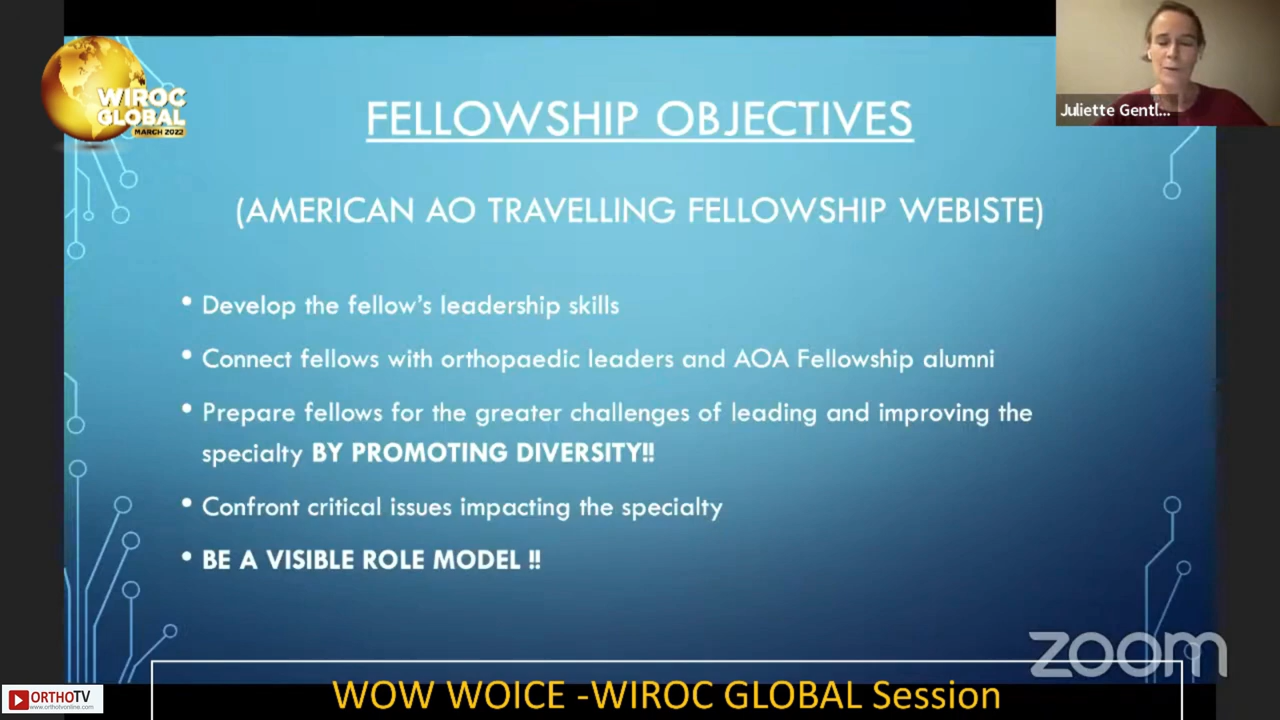 WIROC
GLOBAL
MARCH 2022
Juliette Gentl...
FELLOWSHIP OBJECTIVES
(AMERICAN AO TRAVELLING FELLOWSHIP WEBISTE)
• Develop the fellow's leadership skills
• Connect fellows with orthopaedic leaders and AOA Fellowship alumni
• Prepare fellows for the greater challenges of leading and improving the
specialty BY PROMOTING DIVERSITY!!
• Confront critical issues impacting the specialty
• BE A VISIBLE ROLE MODEL !!
zoom
ORTHOTV
www.orthotvonline.com
WOW WOICE -WIROC GLOBAL Session